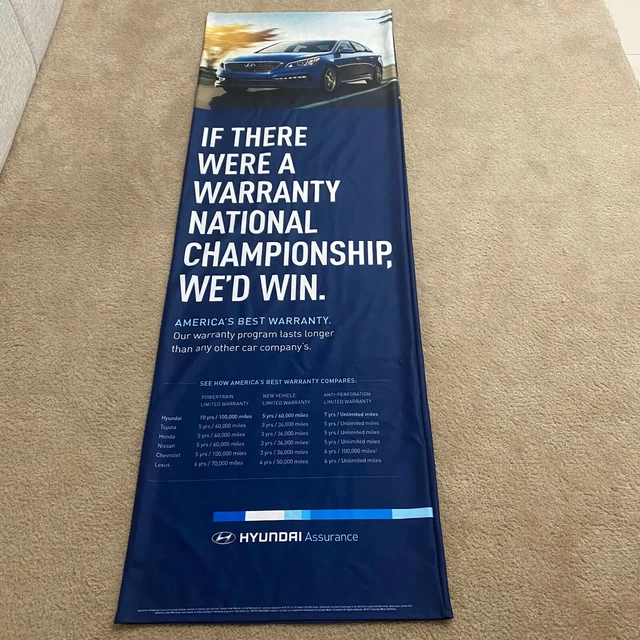 IF THERE
WERE A
WARRANTY
NATIONAL
CHAMPIONSHIP,
WE'D WIN.
AMERICA'S BEST WARRANTY.
Our warranty program lasts longer
than any other car company's.
SEE HOW AMERICA'S BEST WARRANTY COMPARES:
POWERTRAIN NEW VEHICLE ANTI-PERFORATION
LIMITED WARRANTY LIMITED WARRANTY LIMITED WARRANTY
Hyundai 10 yrs / 100,000 miles 5 yrs / 60,000 miles 7 yrs / Unlimited miles
Toyota 5 yrs / 60,000 miles 3 yrs / 36,000 miles 5 yrs / Unlimited miles
Honda 5 yrs / 60,000 miles 3 yrs / 36,000 miles 5 yrs / Unlimited miles
Nissan 5 yrs / 60,000 miles 3 yrs / 36,000 miles 5 yrs / Unlimited miles
Chevrolet 5 yrs / 100,000 miles 3 yrs / 36,000 miles 6 yrs / 100,000 miles
Lexus 6 yrs / 70,000 miles 4 yrs / 50,000 miles 6 yrs / Unlimited miles
HYUNDAI Assurance